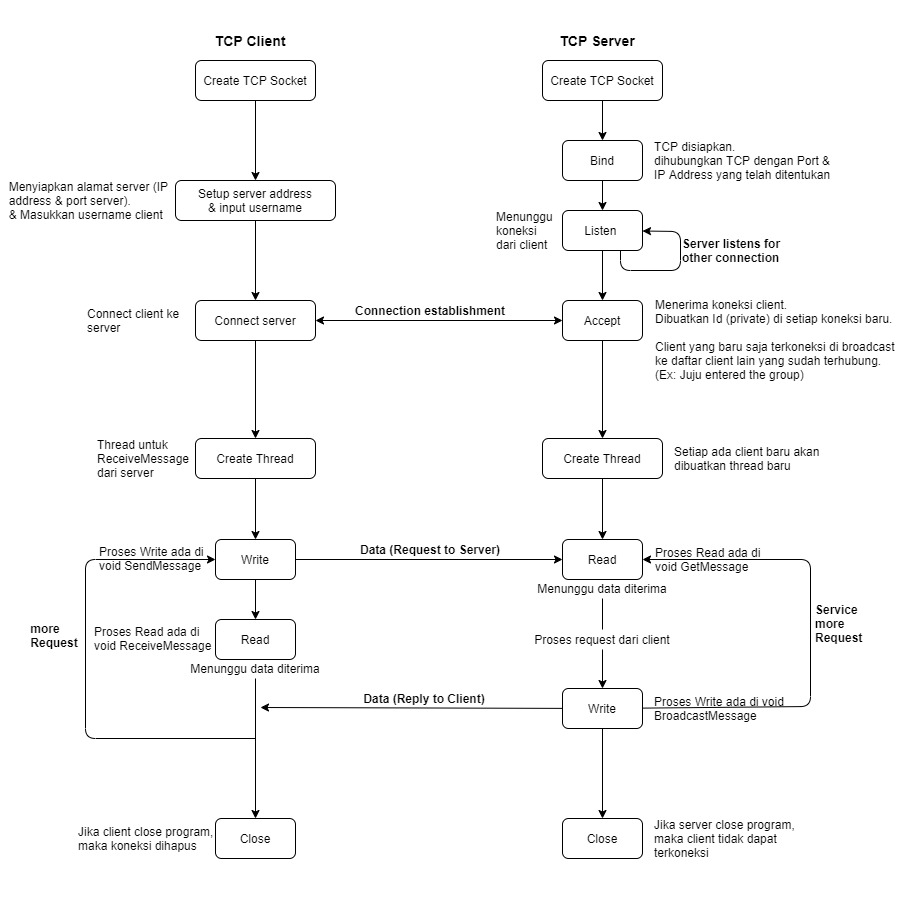 TCP Client
TCP Server
Create TCP Socket
Create TCP Socket
Bind
TCP disiapkan.
dihubungkan TCP dengan Port &
IP Address yang telah ditentukan
Menyiapkan alamat server (IP
address & port server).
& Masukkan username client
Setup server address
& input username
Menunggu
koneksi
dari client
Listen
Server listens for
other connection
Connect client ke
server
Connect server
Connection establishment
Accept
Menerima koneksi client.
Dibuatkan Id (private) di setiap koneksi baru.
Client yang baru saja terkoneksi di broadcast
ke daftar client lain yang sudah terhubung.
(Ex: Juju entered the group)
Thread untuk
ReceiveMessage
dari server
Create Thread
Create Thread
Setiap ada client baru akan
dibuatkan thread baru
Proses Write ada di
void SendMessage
Write
Data (Request to Server)
Read
Proses Read ada di
void GetMessage
Menunggu data diterima
more
Request
Proses Read ada di
void ReceiveMessage
Read
Menunggu data diterima
Proses request dari client
Service
more
Request
Data (Reply to Client)
Write
Proses Write ada di void
BroadcastMessage
Jika client close program,
maka koneksi dihapus
Close
Close
Jika server close program,
maka client tidak dapat
terkoneksi